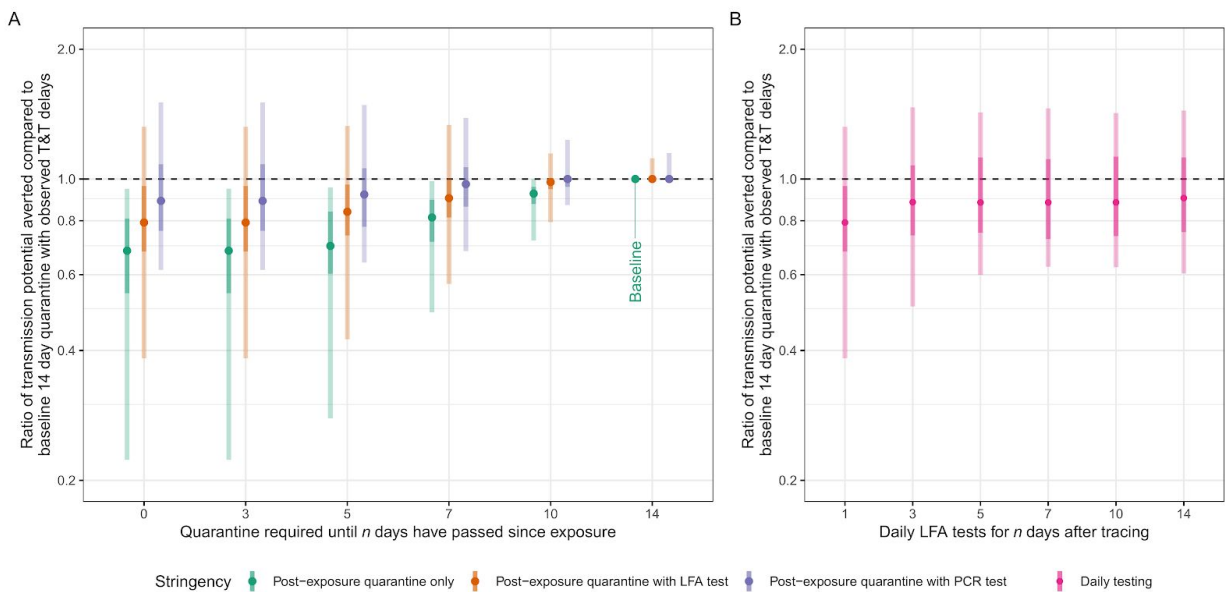 A
B
Ratio of transmission potential averted compared to
baseline 14 day quarantine with observed T&T delays
2.0
1.0
0.8
0.6
0.4
0.2
Baseline
0
3
5
7
10
14
Quarantine required until n days have passed since exposure
Ratio of transmission potential averted compared to
baseline 14 day quarantine with observed T&T delays
2.0
1.0
0.8
0.6
0.4
0.2
1
3
5
7
10
14
Daily LFA tests for n days after tracing
Stringency
Post-exposure quarantine only
Post-exposure quarantine with LFA test
Post-exposure quarantine with PCR test
Daily testing